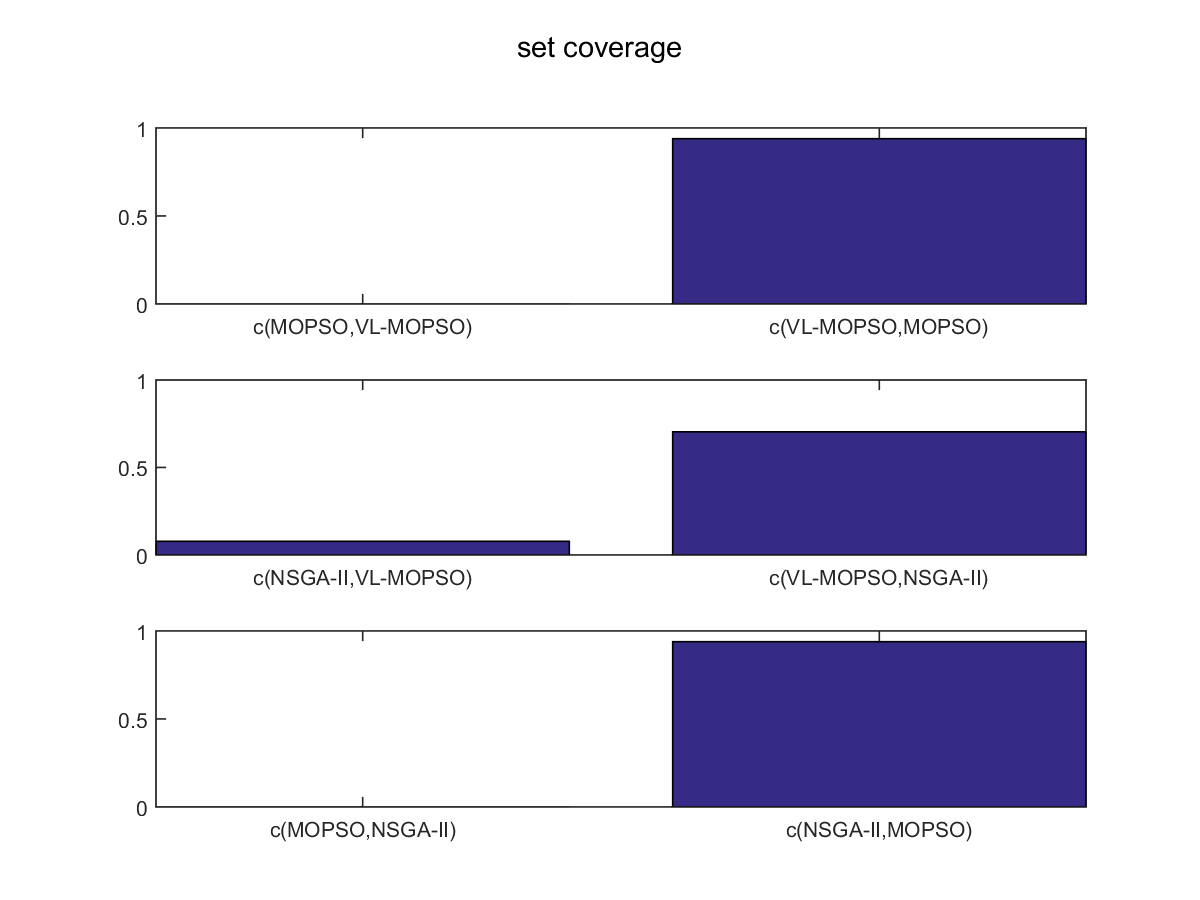 set coverage
1
0.5
0
c(MOPSO,VL-MOPSO) c(VL-MOPSO,MOPSO)
1
0.5
0
c(NSGA-II,VL-MOPSO) c(VL-MOPSO,NSGA-II)
1
0.5
0
c(MOPSO,NSGA-II) c(NSGA-II,MOPSO)